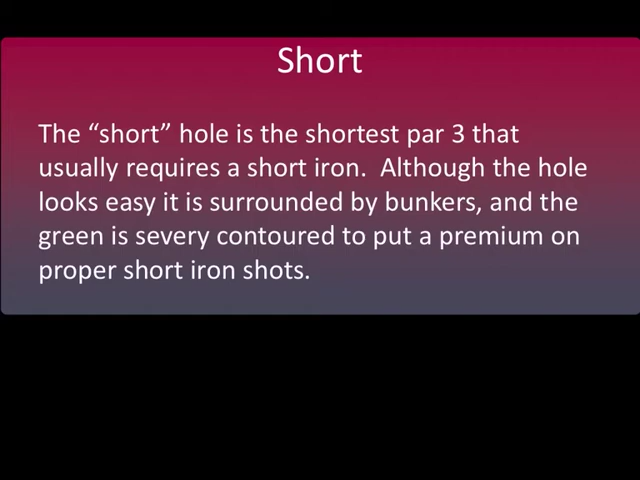 Short
The “short” hole is the shortest par 3 that
usually requires a short iron.  Although the hole
looks easy it is surrounded by bunkers, and the
green is severy contoured to put a premium on
proper short iron shots.